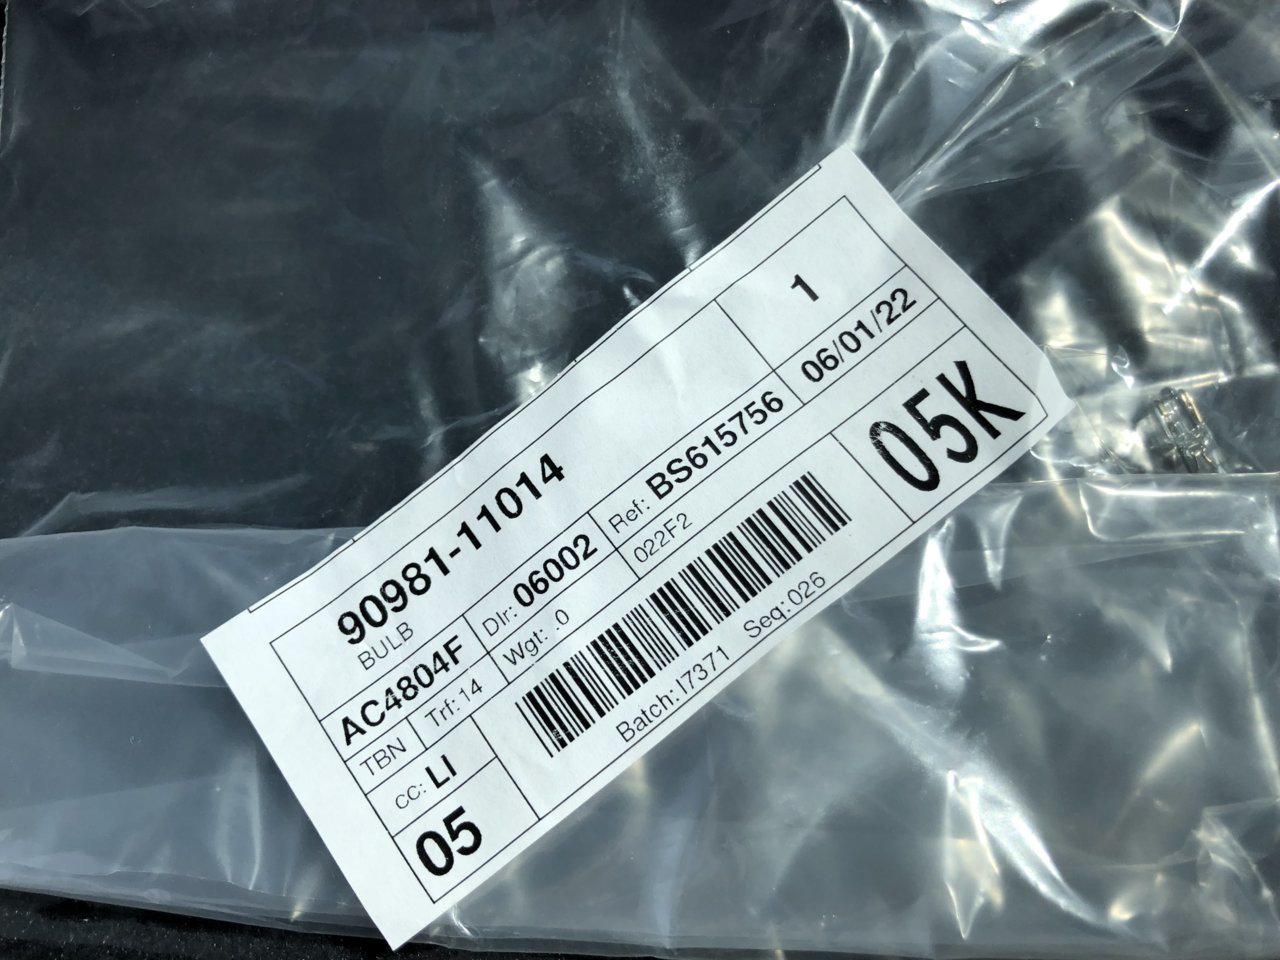 90981-11014
BULB
1
AC4804F
Dlr: 06002
Ref: BS615756
06/01/22
TBN
Trf: 14
Wgt: .0
022F2
cc: LI
05
05K
Batch: I7371
Seq: 026